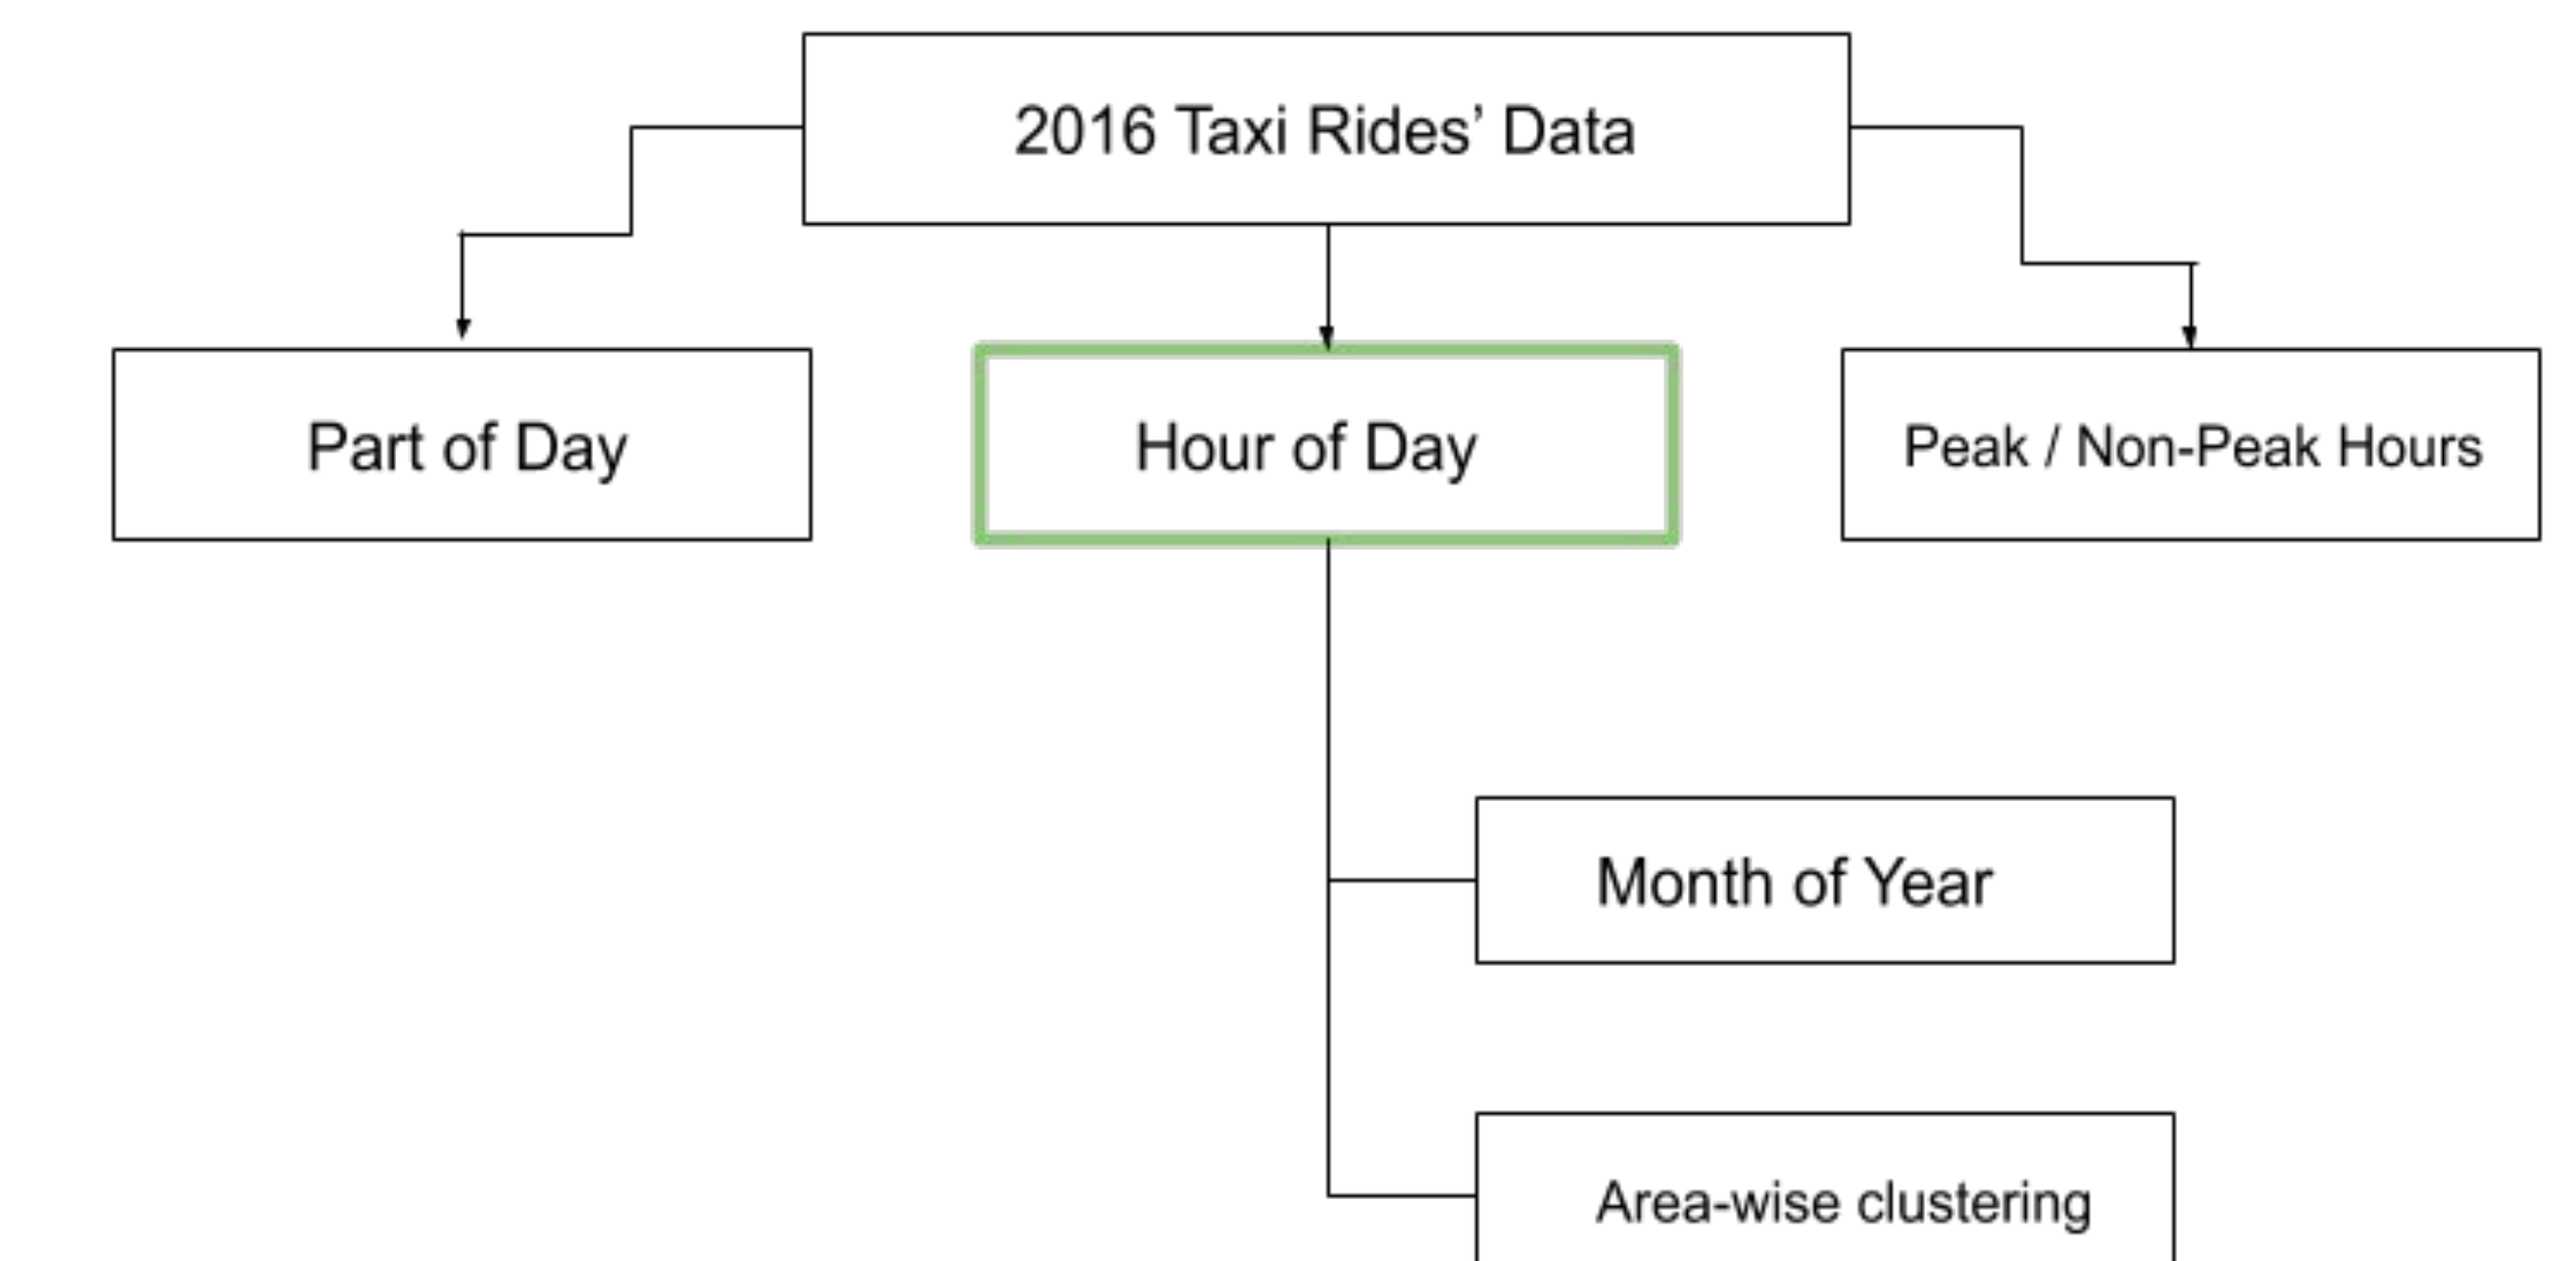 2016 Taxi Rides’ Data
Part of Day
Hour of Day
Peak / Non-Peak Hours
Month of Year
Area-wise clustering